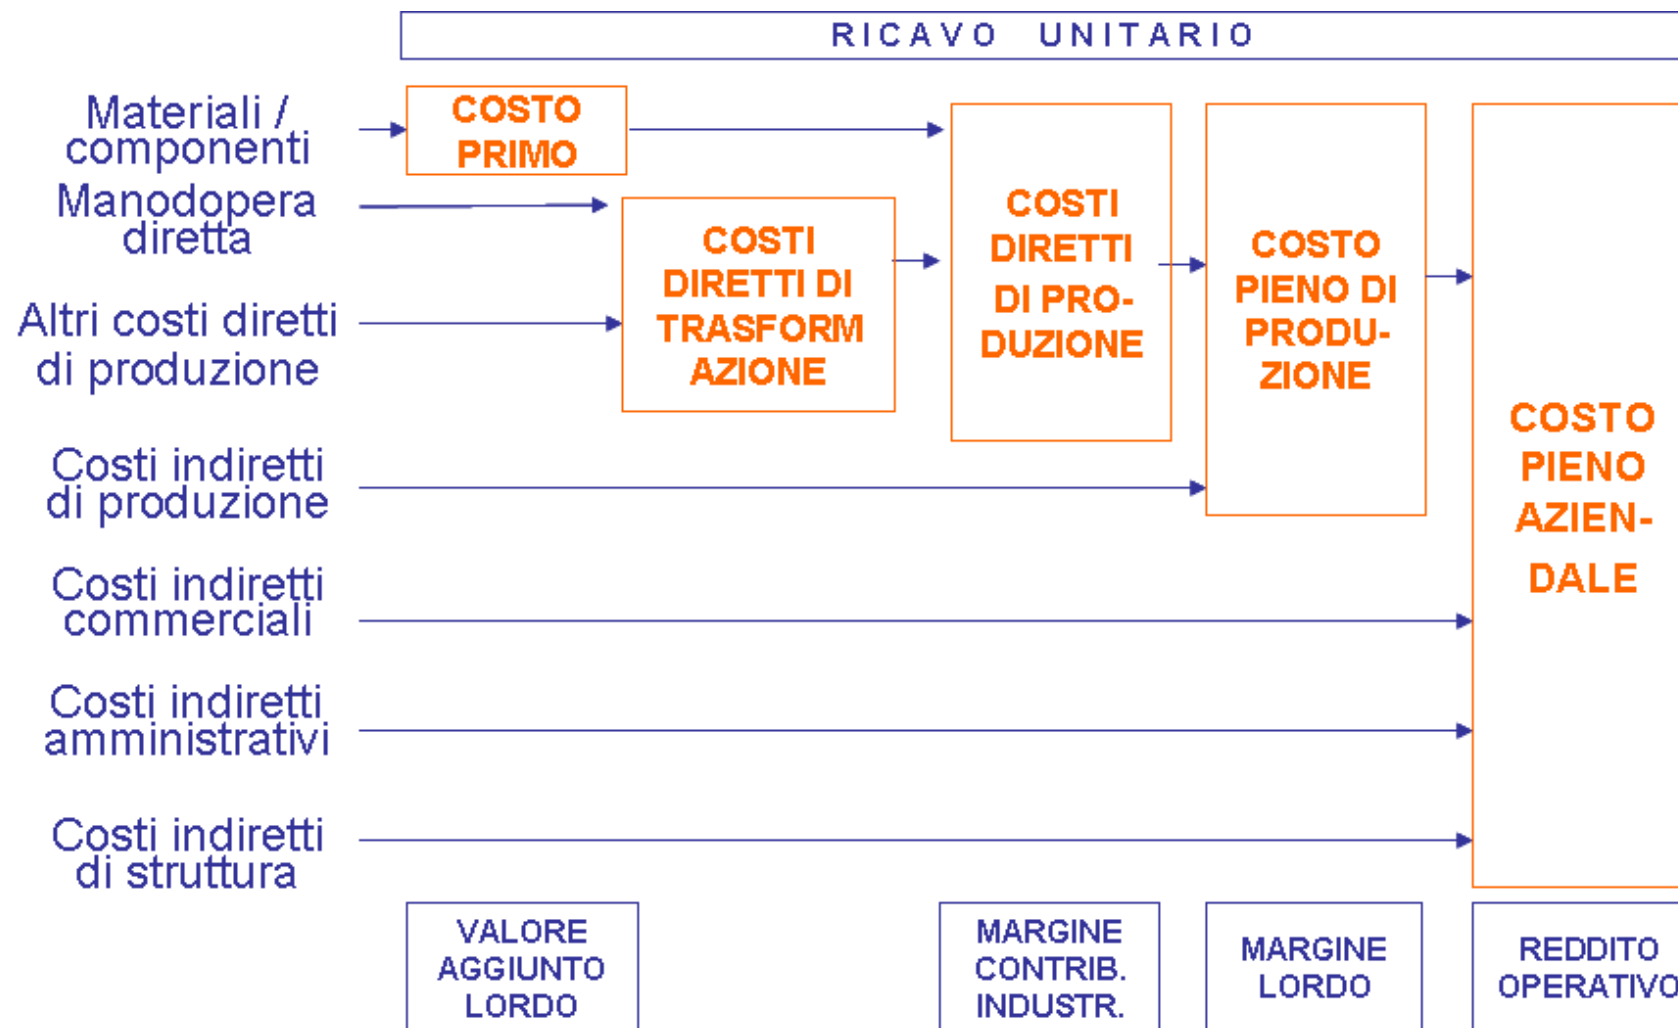 RICAVO UNITARIO
Materiali /
componenti
COSTO
PRIMO
Manodopera
diretta
Altri costi diretti
di produzione
COSTI
DIRETTI DI
TRASFORM
AZIONE
COSTI
DIRETTI
DI PRO-
DUZIONE
COSTO
PIENO DI
PRODU-
ZIONE
COSTO
PIENO
AZIEN-
DALE
Costi indiretti
di produzione
Costi indiretti
commerciali
Costi indiretti
amministrativi
Costi indiretti
di struttura
VALORE
AGGIUNTO
LORDO
MARGINE
CONTRIB.
INDUSTR.
MARGINE
LORDO
REDDITO
OPERATIVO